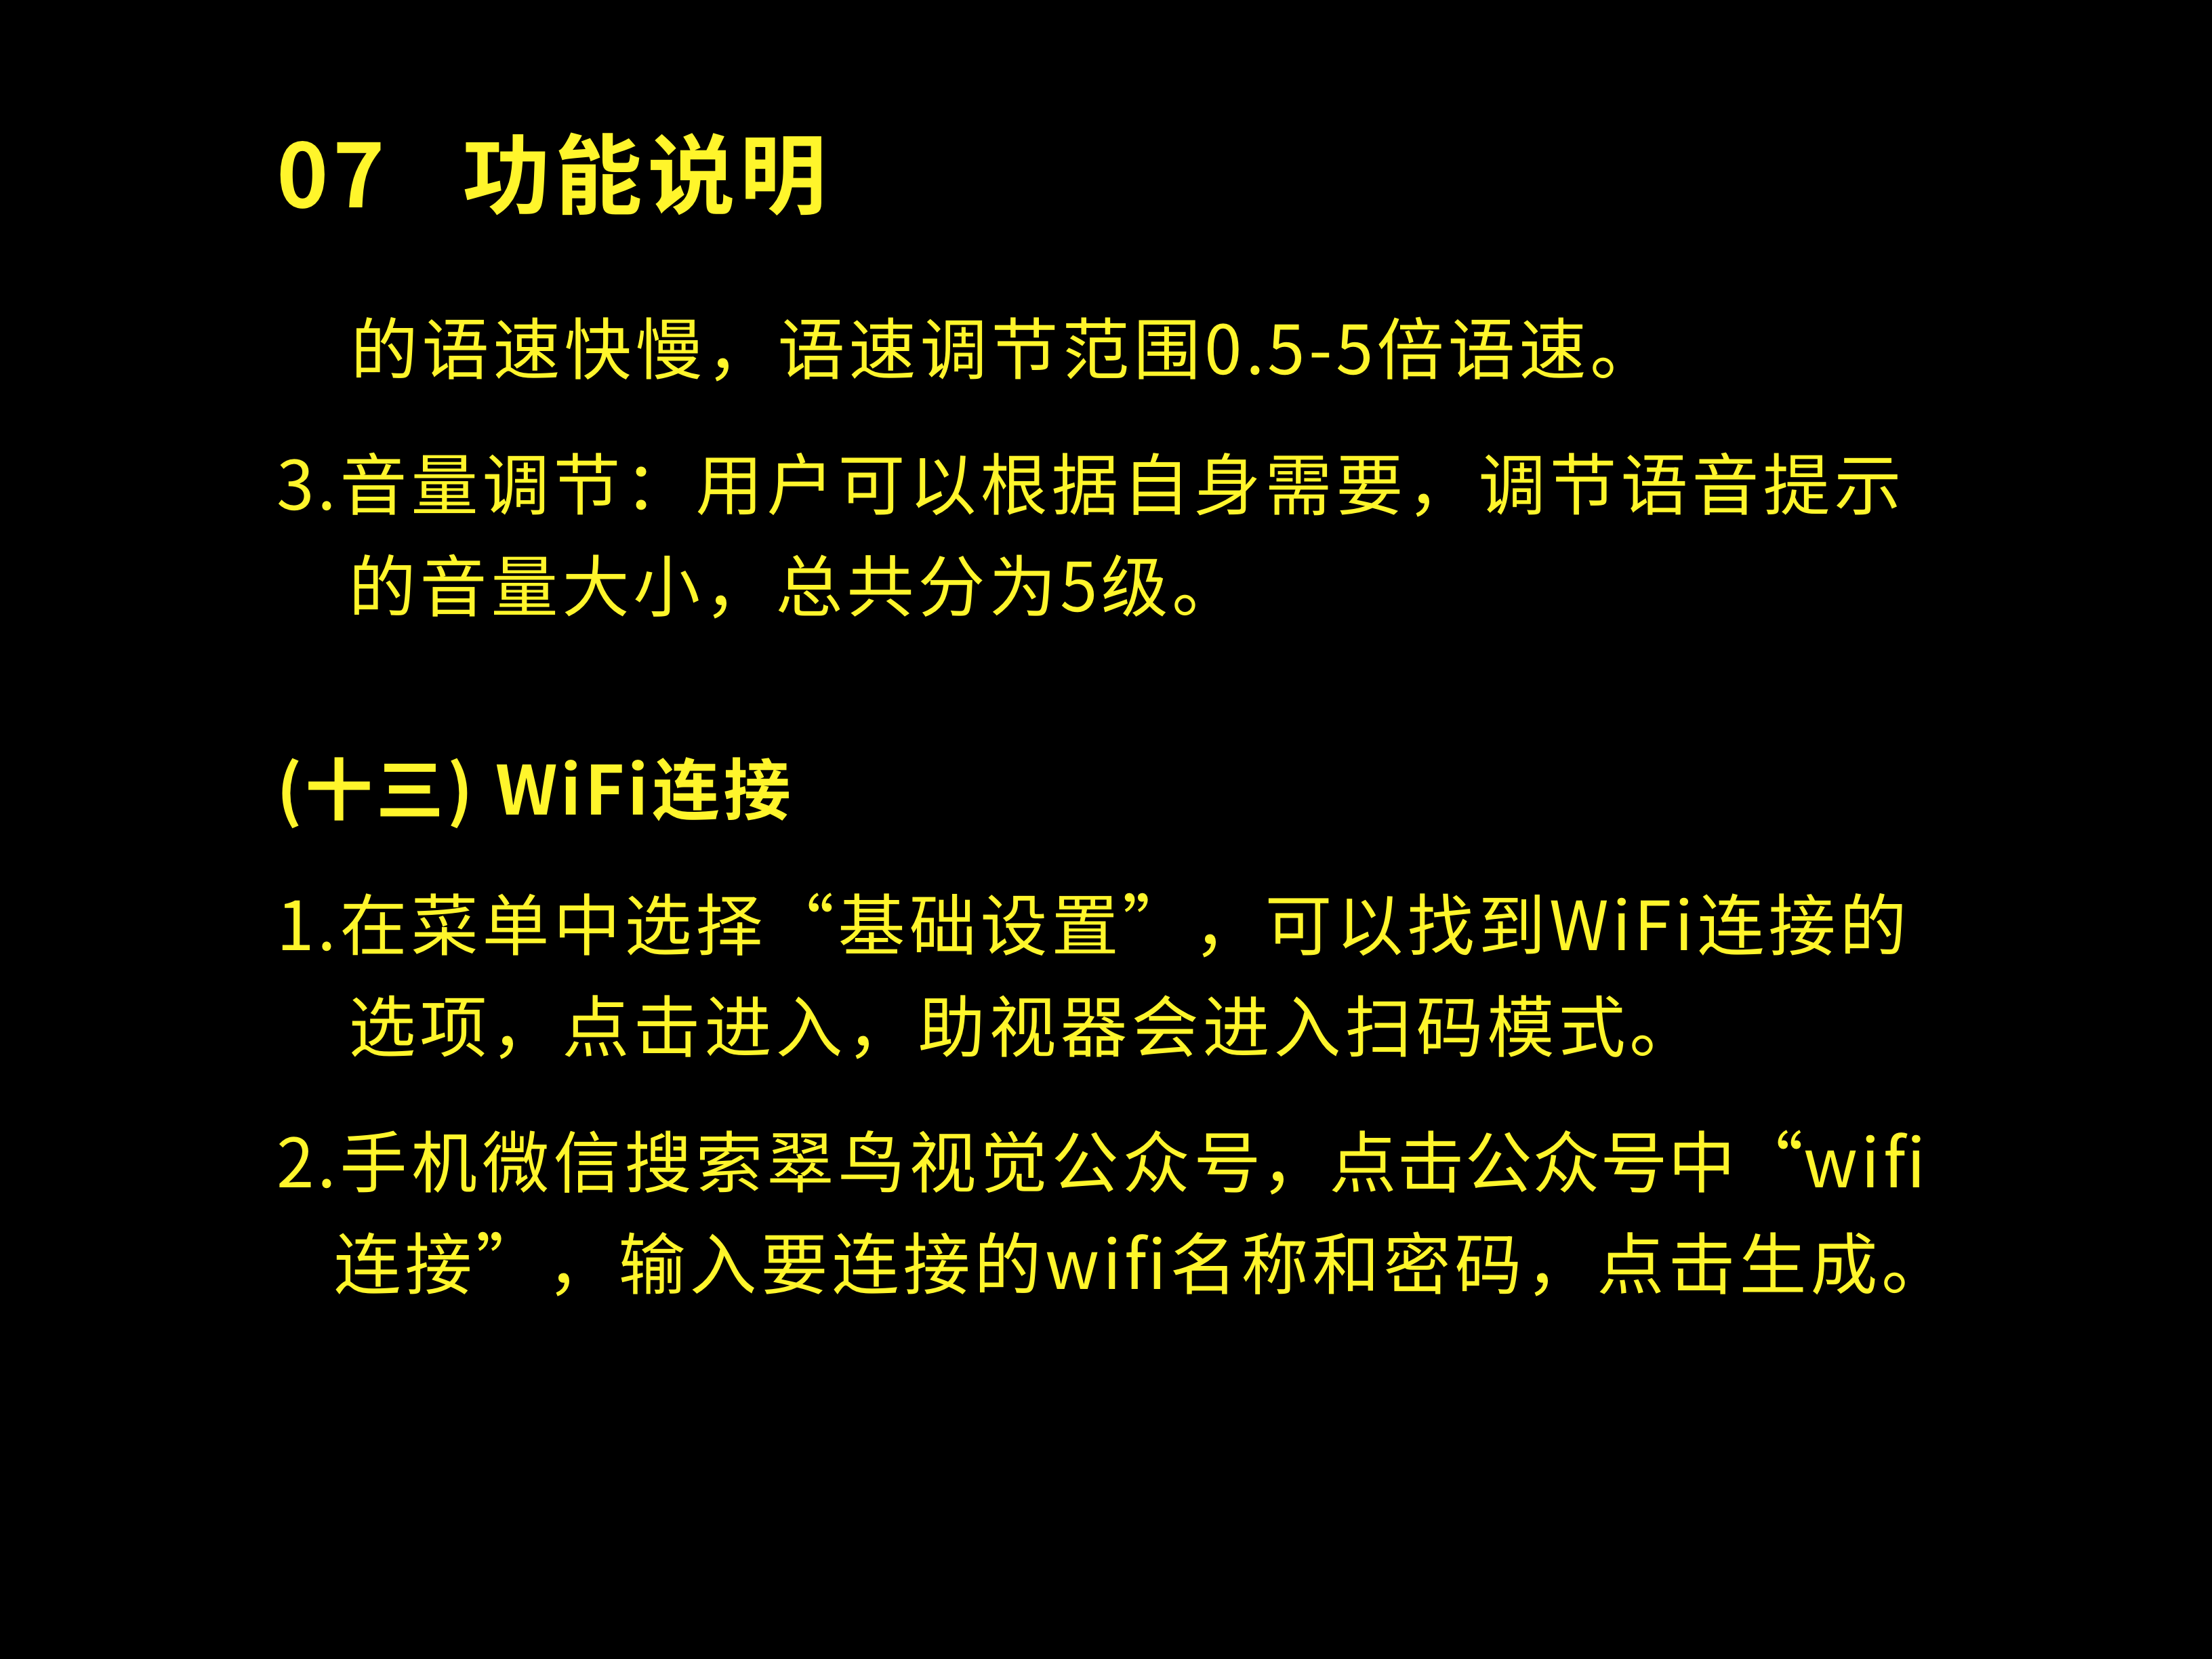 07 功能说明
的语速快慢，语速调节范围0.5-5倍语速。
3.音量调节：用户可以根据自身需要，调节语音提示
的音量大小，总共分为5级。
(十三) WiFi连接
1.在菜单中选择“基础设置”，可以找到WiFi连接的
选项，点击进入，助视器会进入扫码模式。
2.手机微信搜索翠鸟视觉公众号，点击公众号中“wifi
连接”，输入要连接的wifi名称和密码，点击生成。